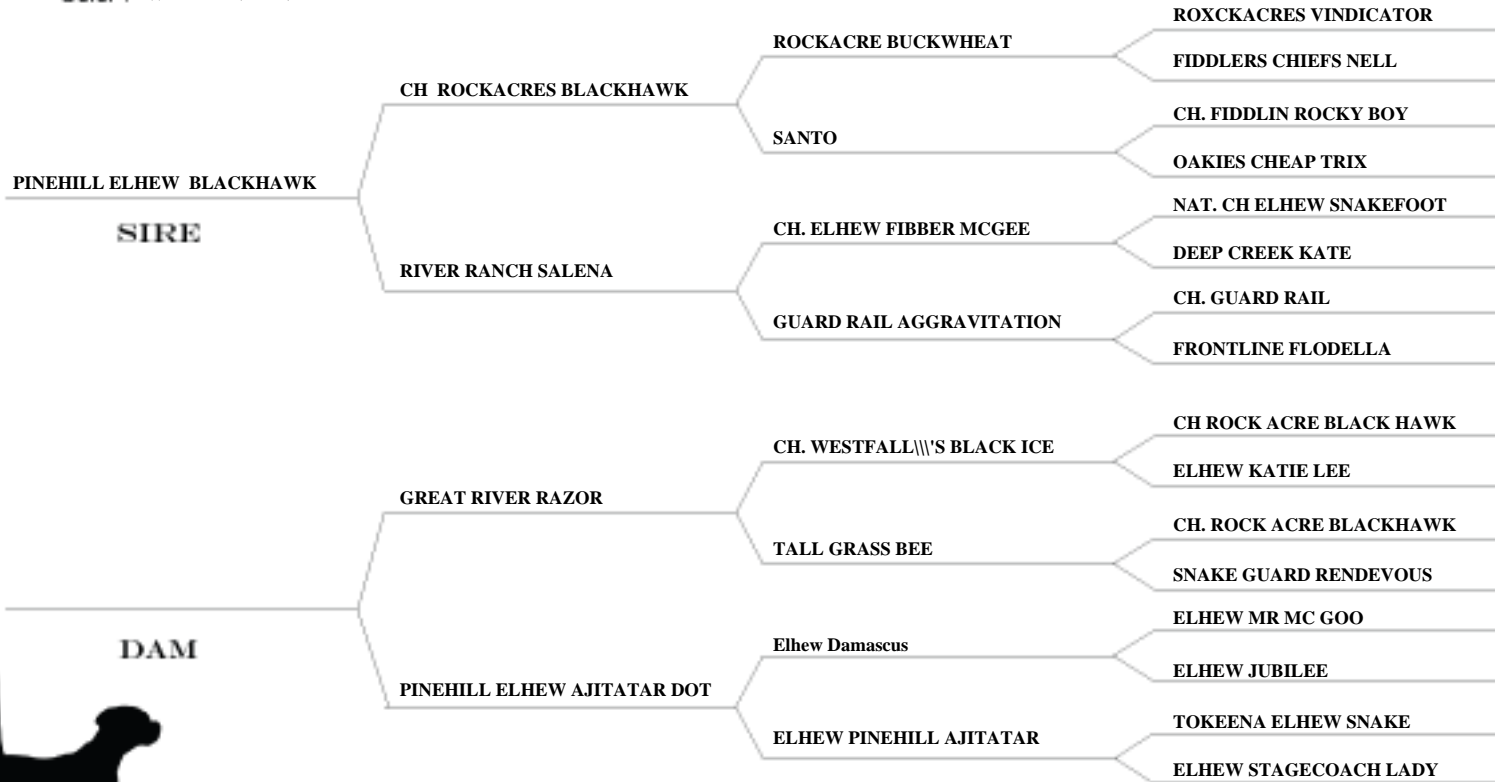 ROXCKACRES VINDICATOR
ROCKACRE BUCKWHEAT
FIDDLERS CHIEFS NELL
CH ROCKACRES BLACKHAWK
CH. FIDDLIN ROCKY BOY
SANTO
OAKIES CHEAP TRIX
PINEHILL ELHEW BLACKHAWK
SIRE
NAT. CH ELHEW SNAKEFOOT
CH. ELHEW FIBBER MCGEE
DEEP CREEK KATE
RIVER RANCH SALENA
CH. GUARD RAIL
GUARD RAIL AGGRAVITATION
FRONTLINE FLODELLA
CH ROCK ACRE BLACK HAWK
CH. WESTFALL\\\'S BLACK ICE
ELHEW KATIE LEE
GREAT RIVER RAZOR
CH. ROCK ACRE BLACKHAWK
TALL GRASS BEE
SNAKE GUARD RENDEVOUS
DAM
ELHEW MR MC GOO
Elhew Damascus
ELHEW JUBILEE
PINEHILL ELHEW AJITATAR DOT
TOKEENA ELHEW SNAKE
ELHEW PINEHILL AJITATAR
ELHEW STAGECOACH LADY